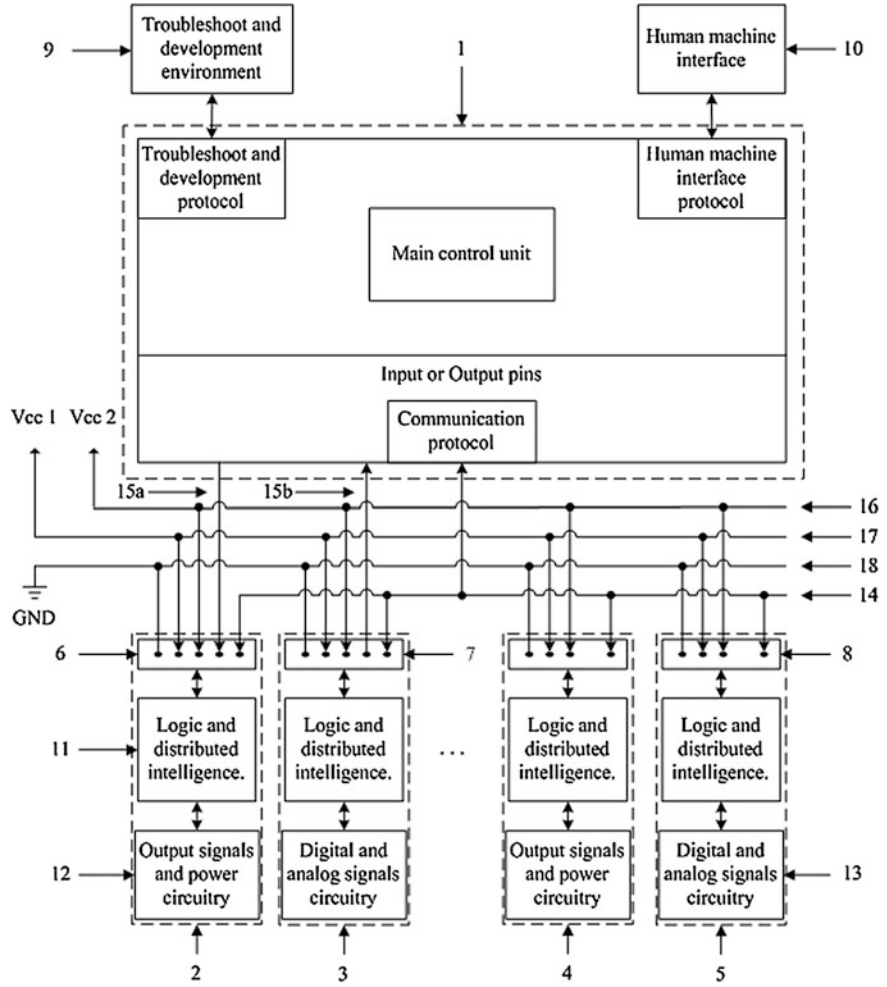 Troubleshoot and
development
environment
9
1
Human machine
interface
10
Troubleshoot and
development
protocol
Human machine
interface
protocol
Main control unit
Input or Output pins
Communication
protocol
Vcc 1
Vcc 2
15a
15b
16
17
18
14
GND
6
7
8
11
Logic and
distributed
intelligence.
Logic and
distributed
intelligence.
...
Logic and
distributed
intelligence.
Logic and
distributed
intelligence.
12
Output signals
and power
circuitry
Digital and
analog signals
circuitry
Output signals
and power
circuitry
Digital and
analog signals
circuitry
13
2
3
4
5